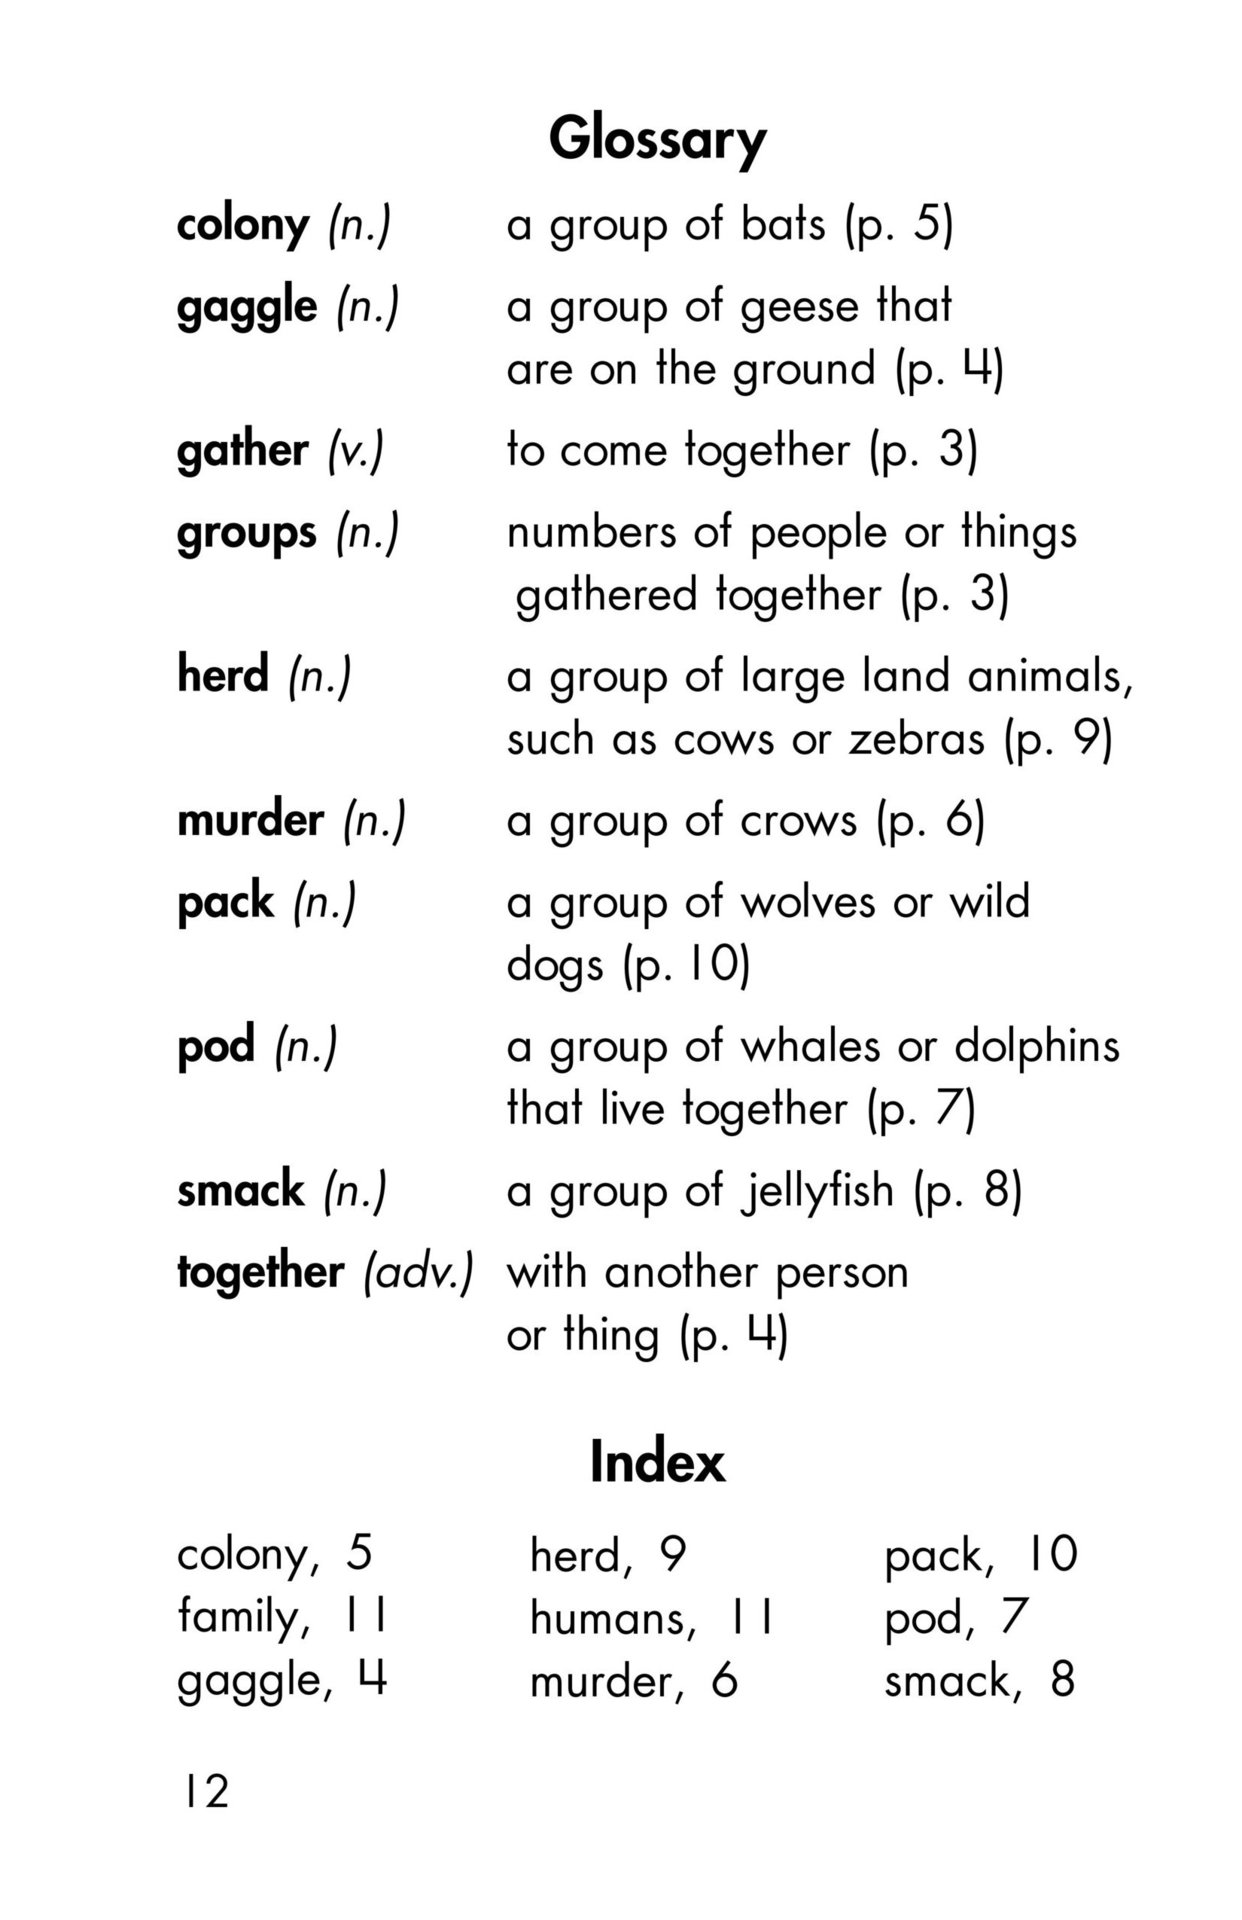 Glossary
colony (n.) a group of bats (p. 5)
gaggle (n.) a group of geese that
are on the ground (p. 4)
gather (v.) to come together (p. 3)
groups (n.) numbers of people or things
gathered together (p. 3)
herd (n.) a group of large land animals,
such as cows or zebras (p. 9)
murder (n.) a group of crows (p. 6)
pack (n.) a group of wolves or wild
dogs (p. 10)
pod (n.) a group of whales or dolphins
that live together (p. 7)
smack (n.) a group of jellyfish (p. 8)
together (adv.) with another person
or thing (p. 4)
Index
colony, 5
family, 11
gaggle, 4
herd, 9
humans, 11
murder, 6
pack, 10
pod, 7
smack, 8
12